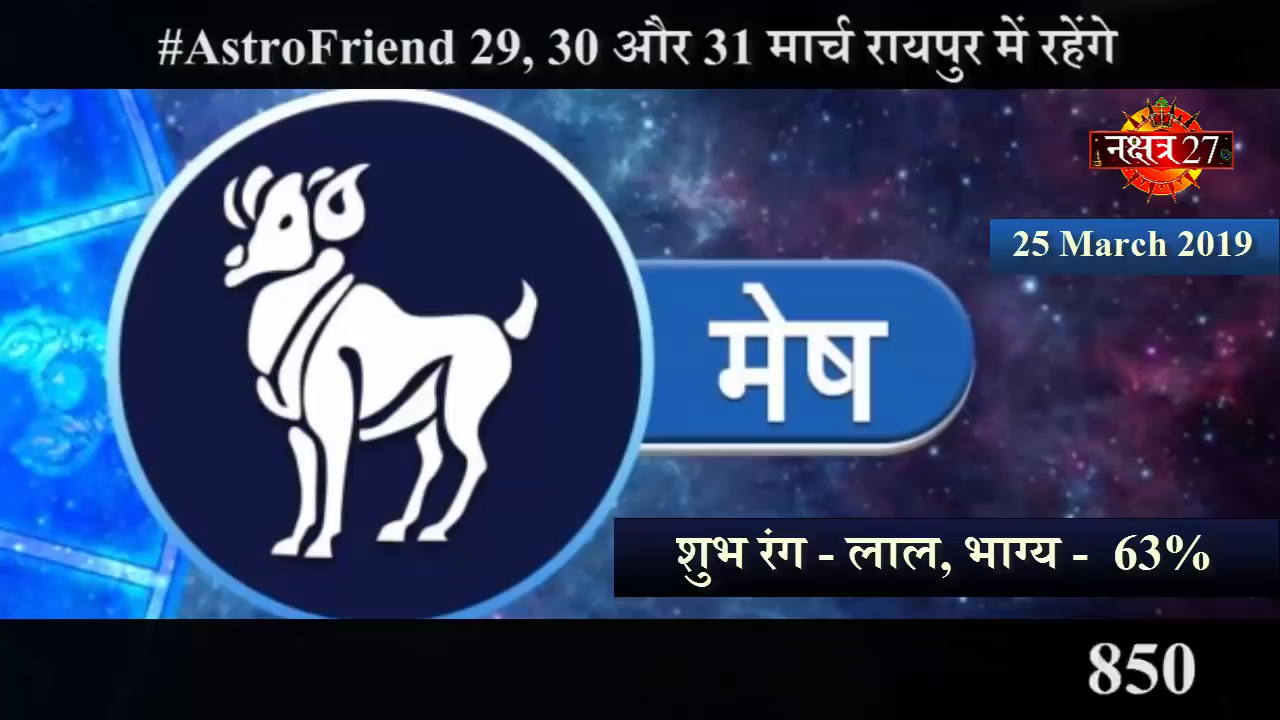 #AstroFriend 29, 30 और 31 मार्च रायपुर में रहेंगे
नक्षत्र 27
25 March 2019
मेष
शुभ रंग - लाल, भाग्य - 63%
850